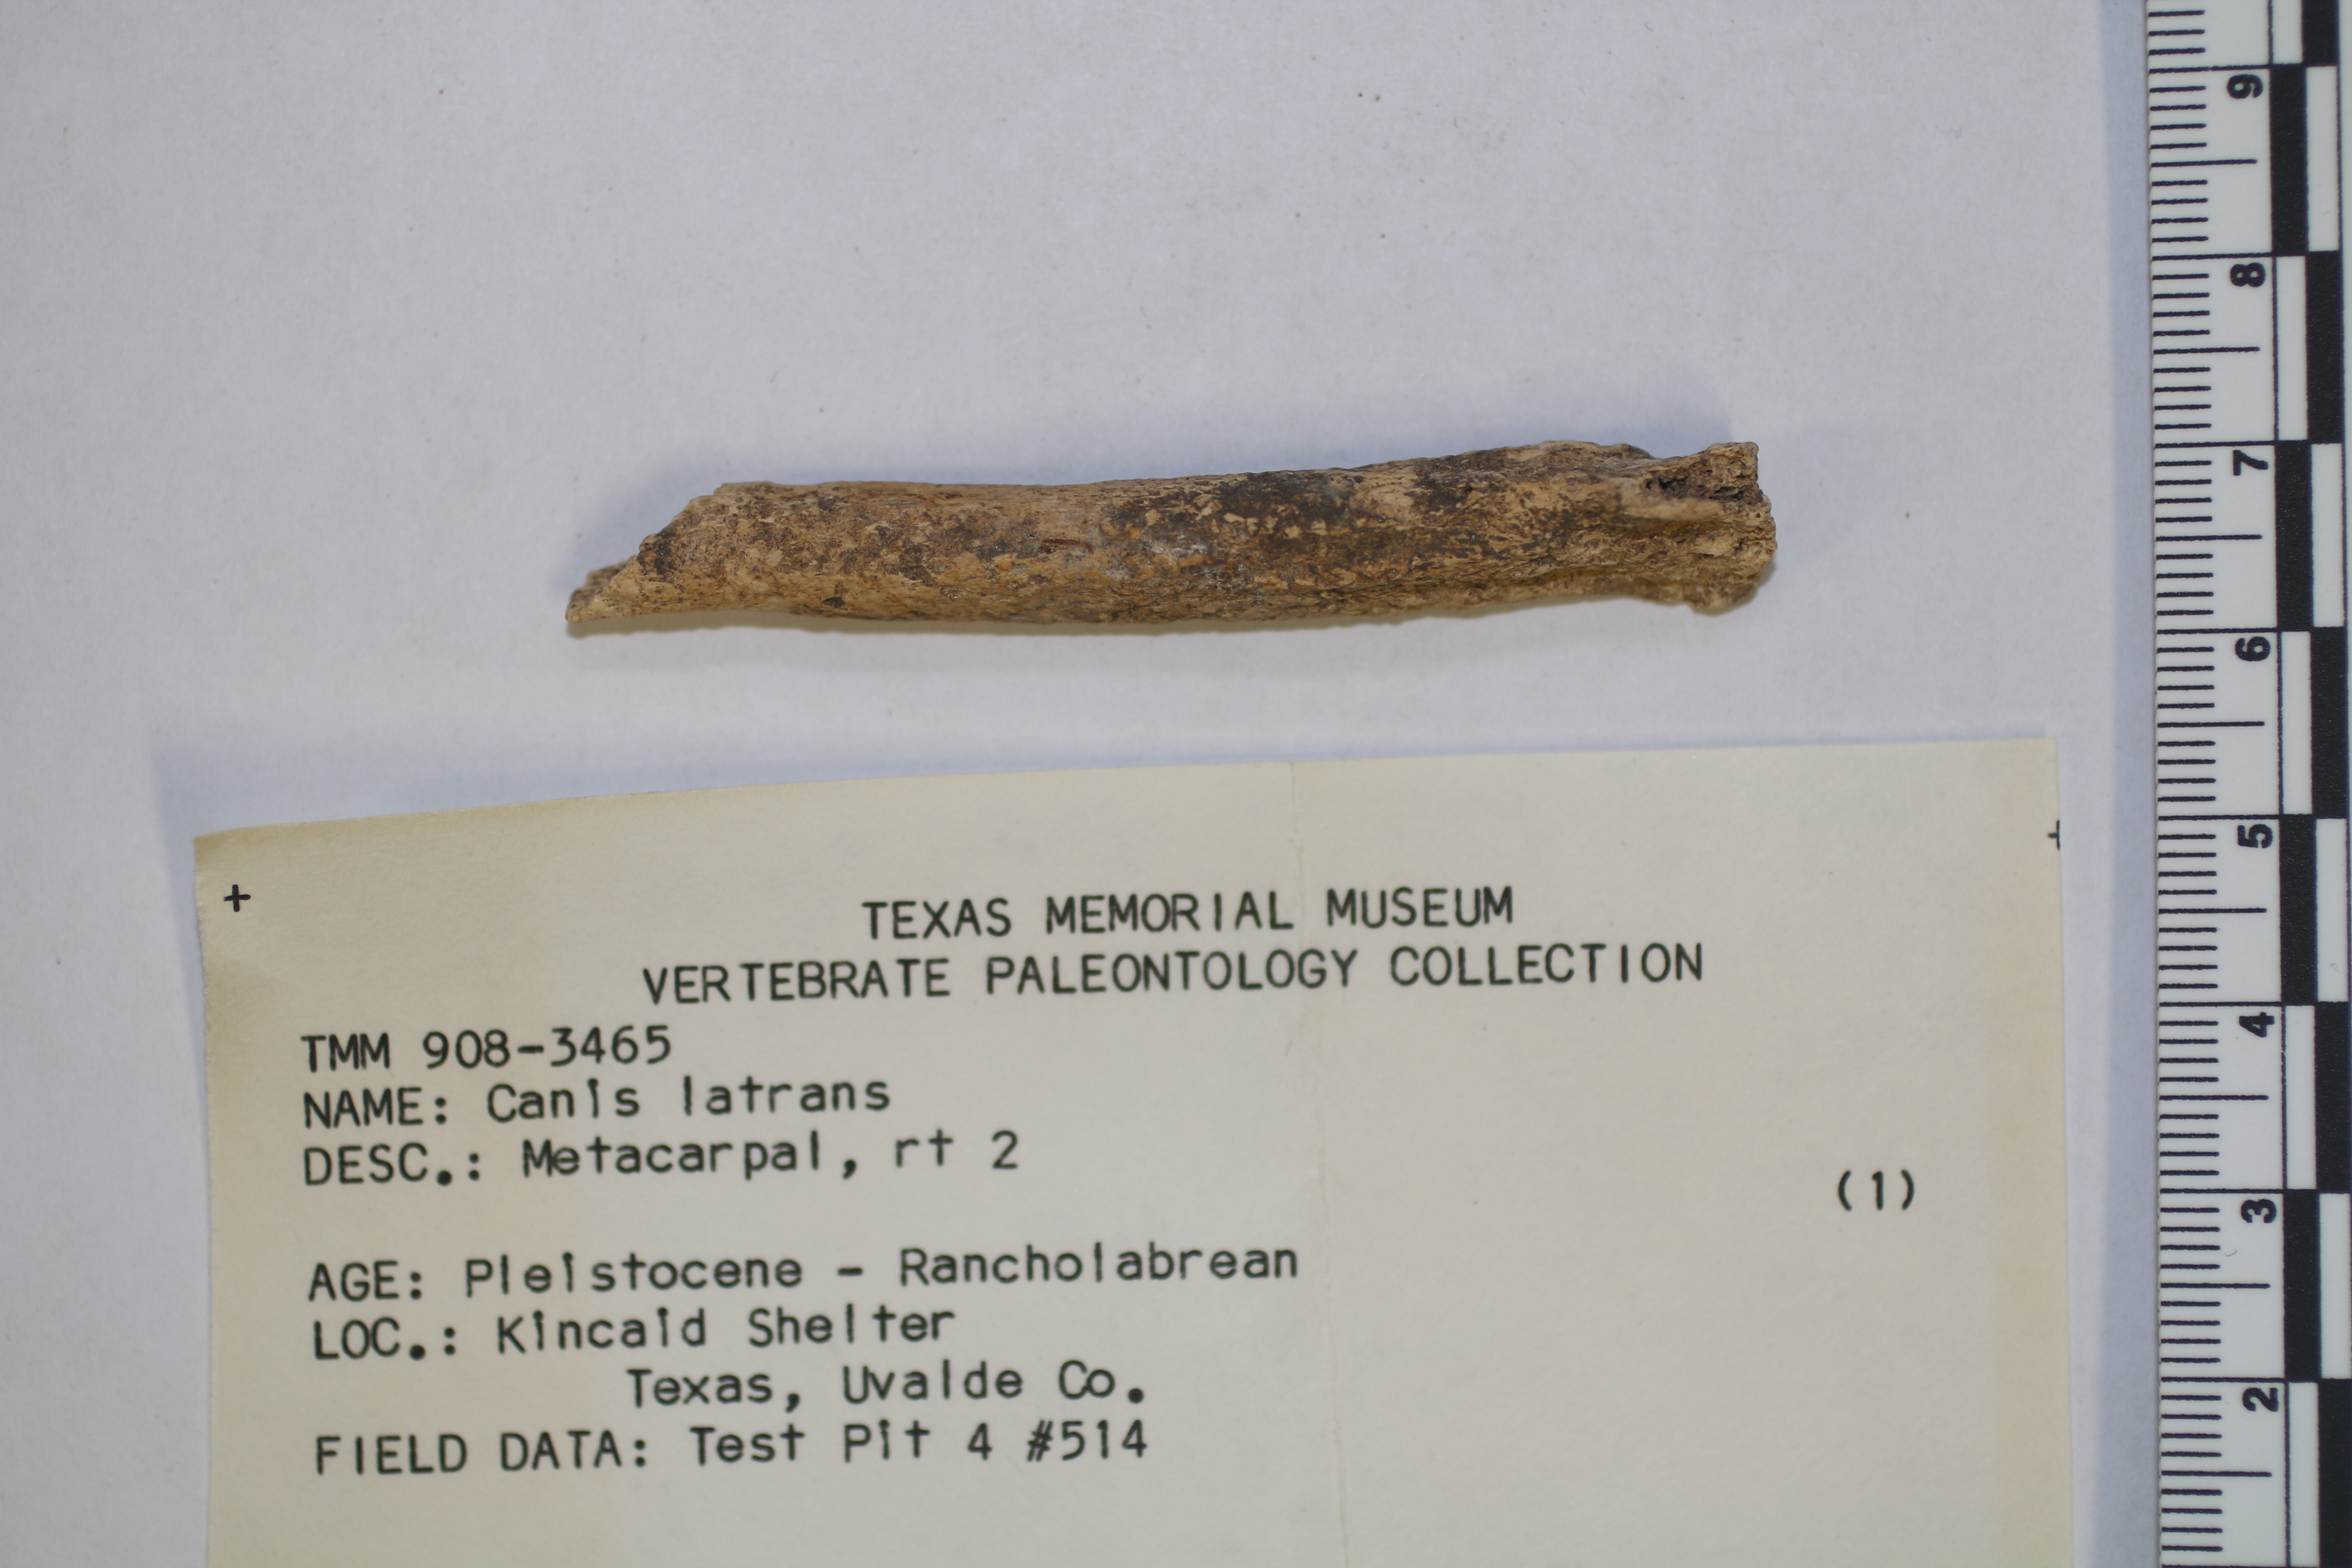 TEXAS MEMORIAL MUSEUM
VERTEBRATE PALEONTOLOGY COLLECTION
TMM 908-3465
NAME: Canis latrans
DESC.: Metacarpal, rt 2
(1)
AGE: Pleistocene - Rancholabrean
LOC.: Kincaid Shelter
Texas, Uvalde Co.
FIELD DATA: Test Pit 4 #514
9
8
7
6
5
4
3
2